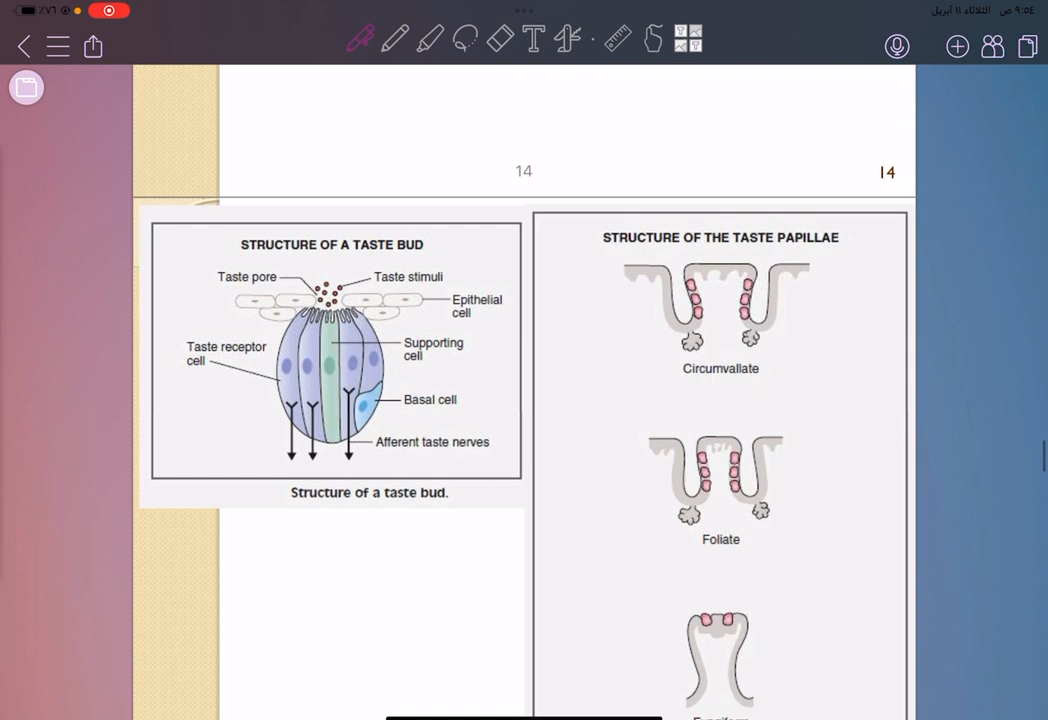 ٪٧٦
٩:٥٤ ص الثلاثاء ١١ أبريل
14
14
STRUCTURE OF A TASTE BUD
Taste pore
Taste stimuli
Epithelial
cell
Taste receptor
cell
Supporting
cell
Basal cell
Afferent taste nerves
Structure of a taste bud.
STRUCTURE OF THE TASTE PAPILLAE
Circumvallate
Foliate